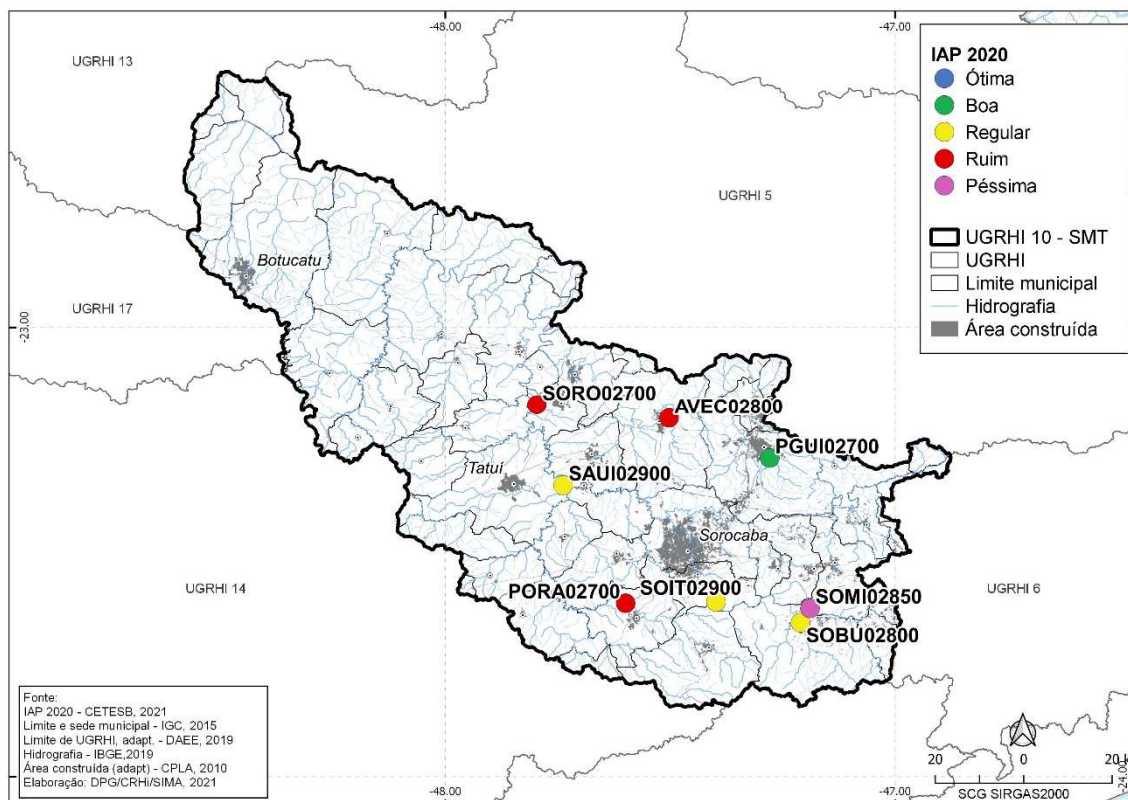 -48.00
-47.00
UGRHI 13
IAP 2020
Ótima
Boa
Regular
Ruim
Péssima
UGRHI 5
UGRHI 10 - SMT
UGRHI
Limite municipal
Hidrografia
Área construída
Botucatu
UGRHI 17
-23.00
SORO02700
AVEC02800
PGUI02700
Tatuí
SAUI02900
Sorocaba
UGRHI 14
PORA02700
SOIT02900
SOMI02850
UGRHI 6
SOBU02800
Fonte:
IAP 2020 - CETESB, 2021
Limite e sede municipal - IGC, 2015
Limite de UGRHI, adapt. - DAEE, 2019
Hidrografia - IBGE,2019
Área construída (adapt) - CPLA, 2010
Elaboração: DPG/CRHi/SIMA, 2021
20 0 20 k
SCG SIRGAS2000
-24.00
-48.00
-47.00